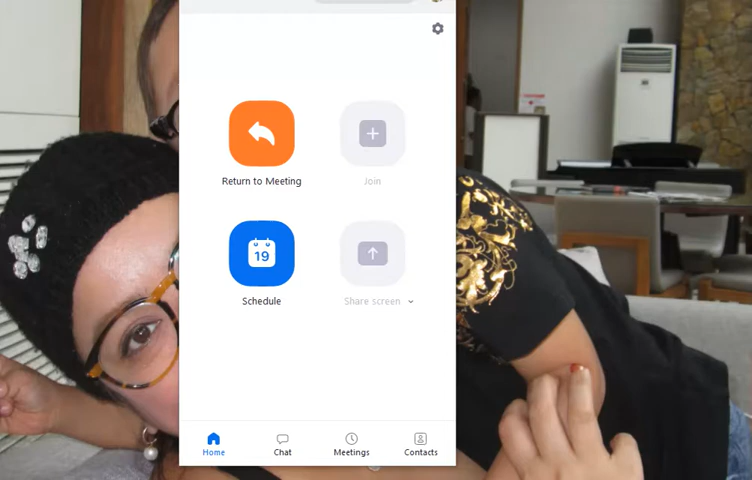 Return to Meeting
Join
19
Schedule
Share screen
Home
Chat
Meetings
Contacts